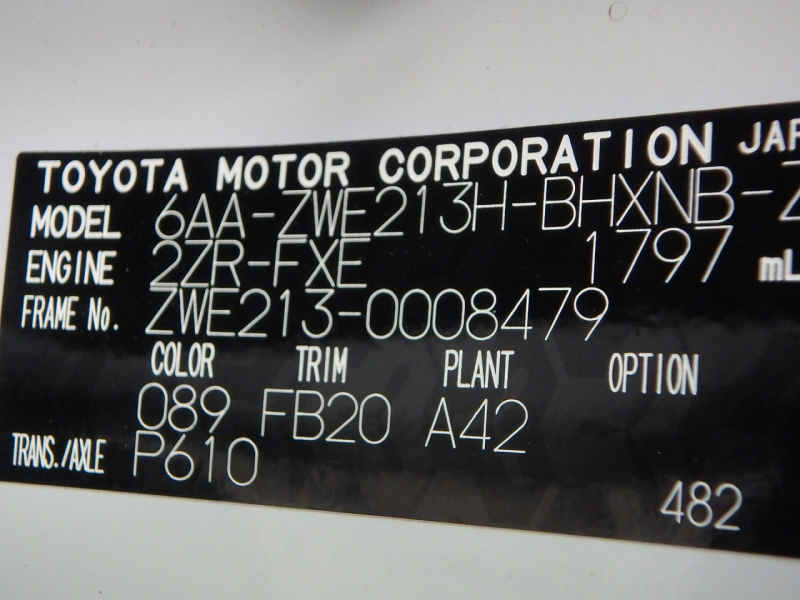 TOYOTA MOTOR CORPORATION JAP
MODEL 6AA-ZWE213H-BHXNB-Z
ENGINE 2ZR-FXE 1797 mL
FRAME No. ZWE213-0008479
COLOR TRIM PLANT OPTION
089 FB20 A42
TRANS./AXLE P610
482